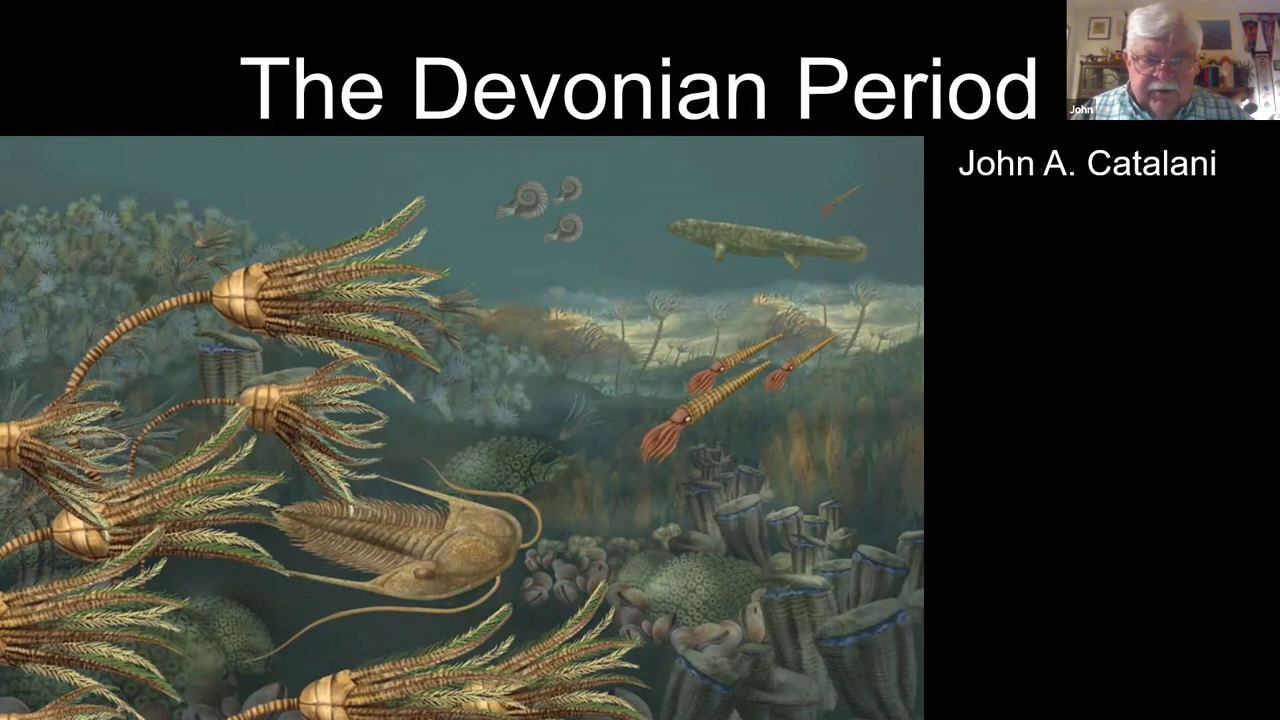 The Devonian Period
John
John A. Catalani